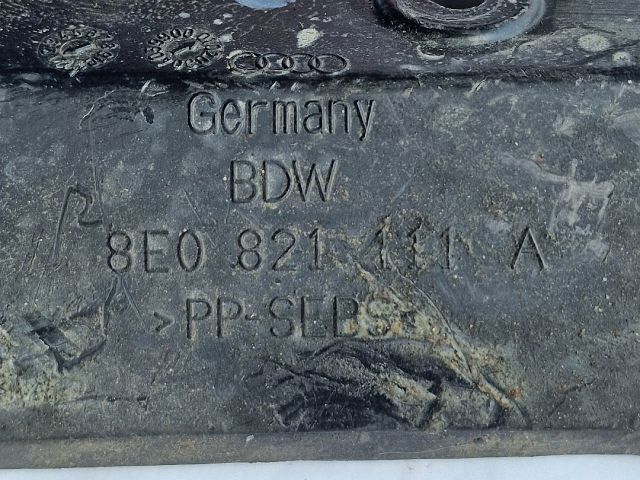 Germany
BDW
8E0 821 111 A
>PP-SEBS